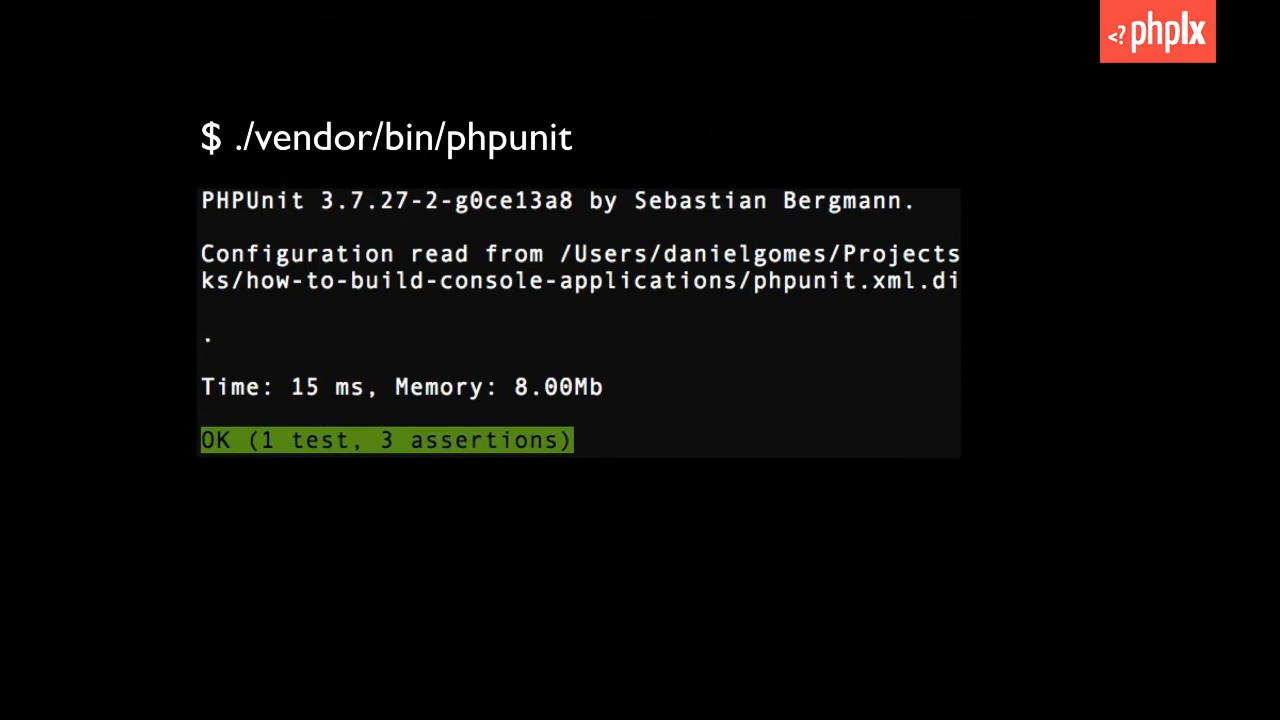 <? phplx
$ ./vendor/bin/phpunit
PHPUnit 3.7.27-2-g0ce13a8 by Sebastian Bergmann.
Configuration read from /Users/danielgomes/Projects
ks/how-to-build-console-applications/phpunit.xml.di
.
Time: 15 ms, Memory: 8.00Mb
OK (1 test, 3 assertions)